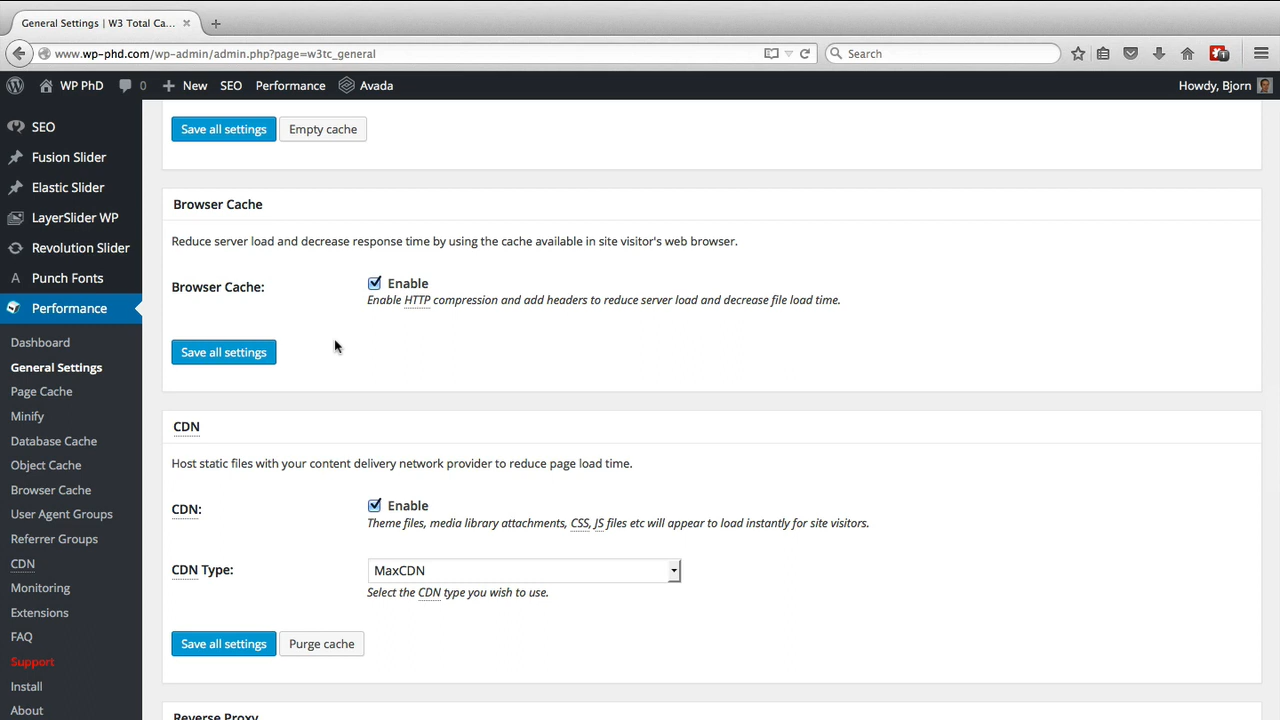 General Settings | W3 Total Ca...
www.wp-phd.com/wp-admin/admin.php?page=w3tc_general
Search
1
WP PhD
0
New
SEO
Performance
Avada
Howdy, Bjorn
SEO
Fusion Slider
Elastic Slider
LayerSlider WP
Revolution Slider
Punch Fonts
Performance
Dashboard
General Settings
Page Cache
Minify
Database Cache
Object Cache
Browser Cache
User Agent Groups
Referrer Groups
CDN
Monitoring
Extensions
FAQ
Support
Install
About
Save all settings
Empty cache
Browser Cache
Reduce server load and decrease response time by using the cache available in site visitor's web browser.
Browser Cache:
Enable
Enable HTTP compression and add headers to reduce server load and decrease file load time.
Save all settings
CDN
Host static files with your content delivery network provider to reduce page load time.
CDN:
Enable
Theme files, media library attachments, CSS, JS files etc will appear to load instantly for site visitors.
CDN Type:
MaxCDN
Select the CDN type you wish to use.
Save all settings
Purge cache
Reverse Proxy